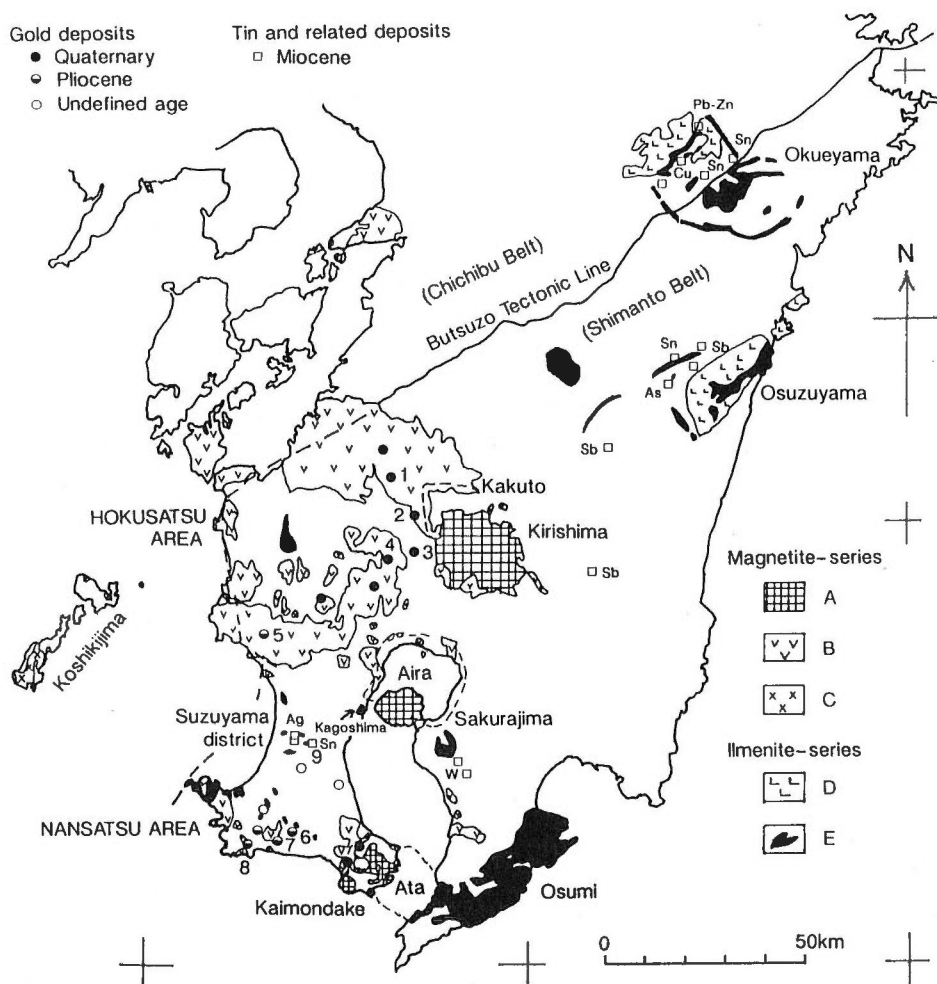 Gold deposits
Quaternary
Pliocene
Undefined age
Tin and related deposits
Miocene
Pb-Zn
Sn
Sn
Cu
Okueyama
N
(Chichibu Belt)
Butsuzo Tectonic Line
(Shimanto Belt)
Sn
Sb
As
Osuzuyama
Sb
1
Kakuto
2
HOKUSATSU
AREA
Kirishima
3
4
Sb
Magnetite-series
A
5
B
Koshikijima
Aira
C
Suzuyama
district
Ag
Kagoshima
Sakurajima
Sn
9
W
Ilmenite-series
D
NANSATSU AREA
E
6
7
8
Ata
Kaimondake
Osumi
0
50km